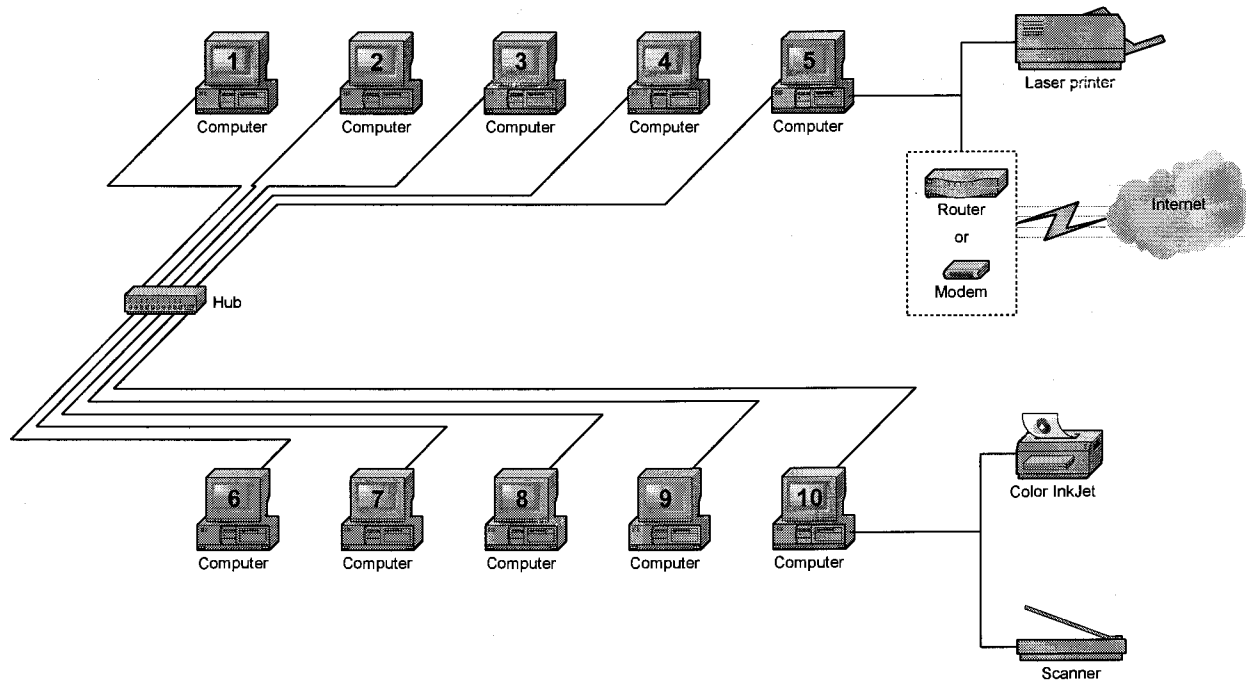 1
2
3
4
5
Computer
Computer
Computer
Computer
Computer
Laser printer
Router
or
Modem
Internet
Hub
6
7
8
9
10
Computer
Computer
Computer
Computer
Computer
Color InkJet
Scanner